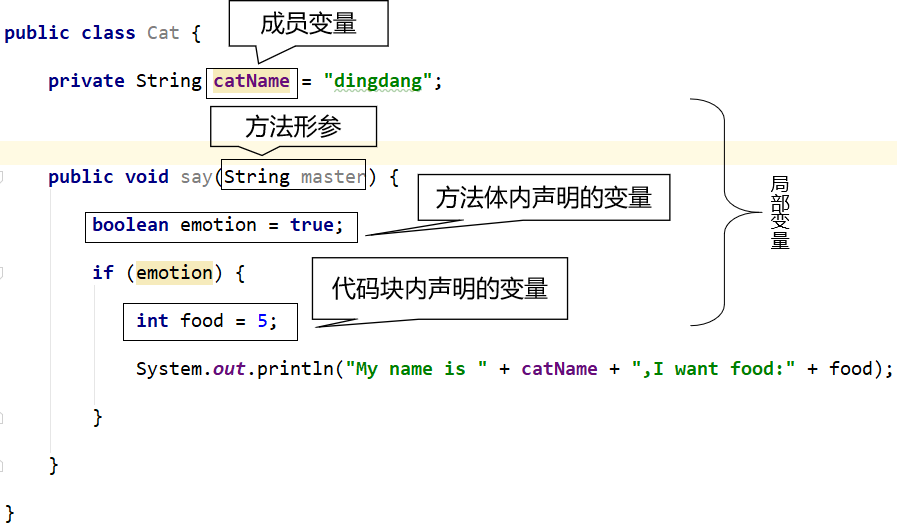 public class Cat {
成员变量
private String catName = "dingdang";
方法形参
public void say(String master) {
方法体内声明的变量
boolean emotion = true;
局部变量
if (emotion) {
代码块内声明的变量
int food = 5;
System.out.println("My name is " + catName + ",I want food:" + food);
}
}
}